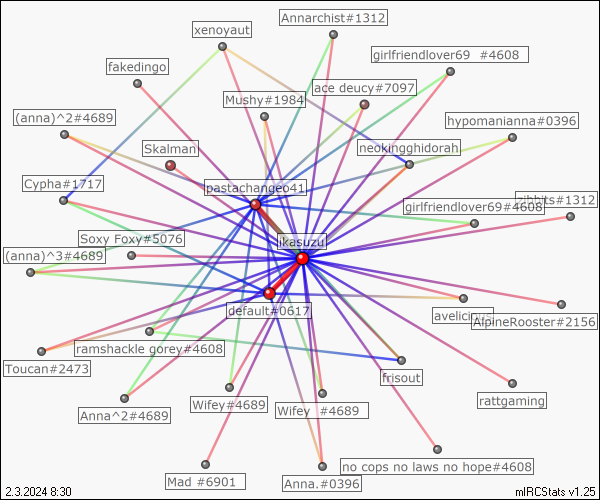 Annarchist#1312
xenoyaut
girlfriendlover69 #4608
fakedingo
ace deucy#7097
Mushy#1984
(anna)^2#4689
hypomanianna#0396
Skalman
neokingghidorah
Cypha#1717
pastachangeo41
zibbits#1312
girlfriendlover69#4608
Soxy Foxy#5076
ikasuzu
(anna)^3#4689
default#0617
AlpineRooster#2156
ramshackle gorey#4608
Toucan#2473
frisout
rattgaming
Wifey#4689
Wifey #4689
Anna^2#4689
no cops no laws no hope#4608
Mad #6901
Anna.#0396
2.3.2024 8:30
mIRCStats v1.25